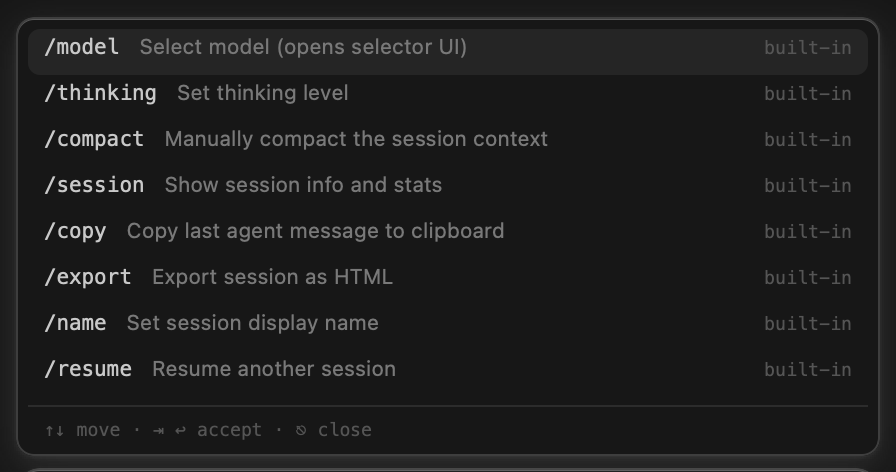 /model Select model (opens selector UI) built-in
/thinking Set thinking level built-in
/compact Manually compact the session context built-in
/session Show session info and stats built-in
/copy Copy last agent message to clipboard built-in
/export Export session as HTML built-in
/name Set session display name built-in
/resume Resume another session built-in
↑↓ move · ⇥ ↩ accept · ⎋ close